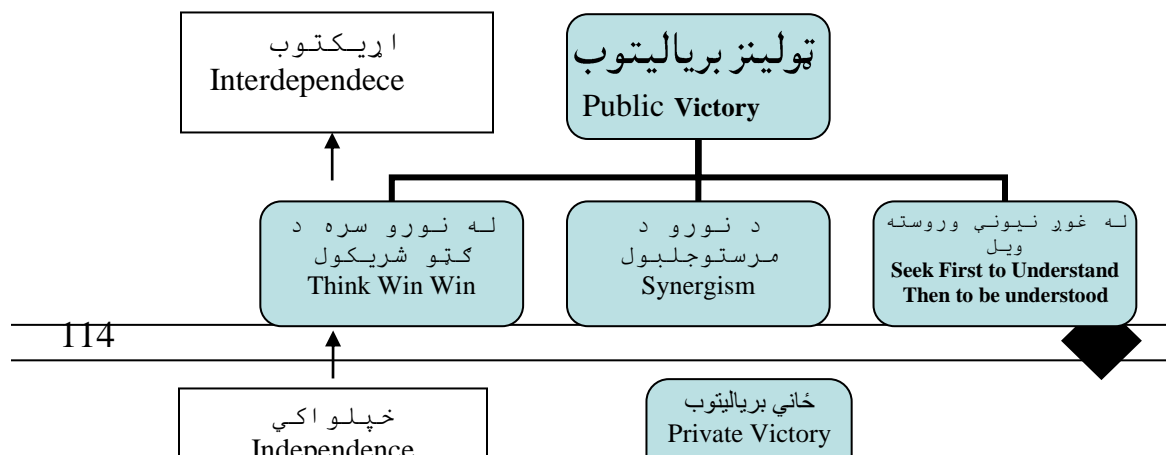 اړيکتوب
Interdependece
ټولينز برياليتوب
Public Victory
له نورو سره د
ګټو شريکول
Think Win Win
د نورو د
مرستوجلبول
Synergism
له غوږ نيونې وروسته
ويل
Seek First to Understand
Then to be understood
114
خپلواکي
Independence
ځاني برياليتوب
Private Victory